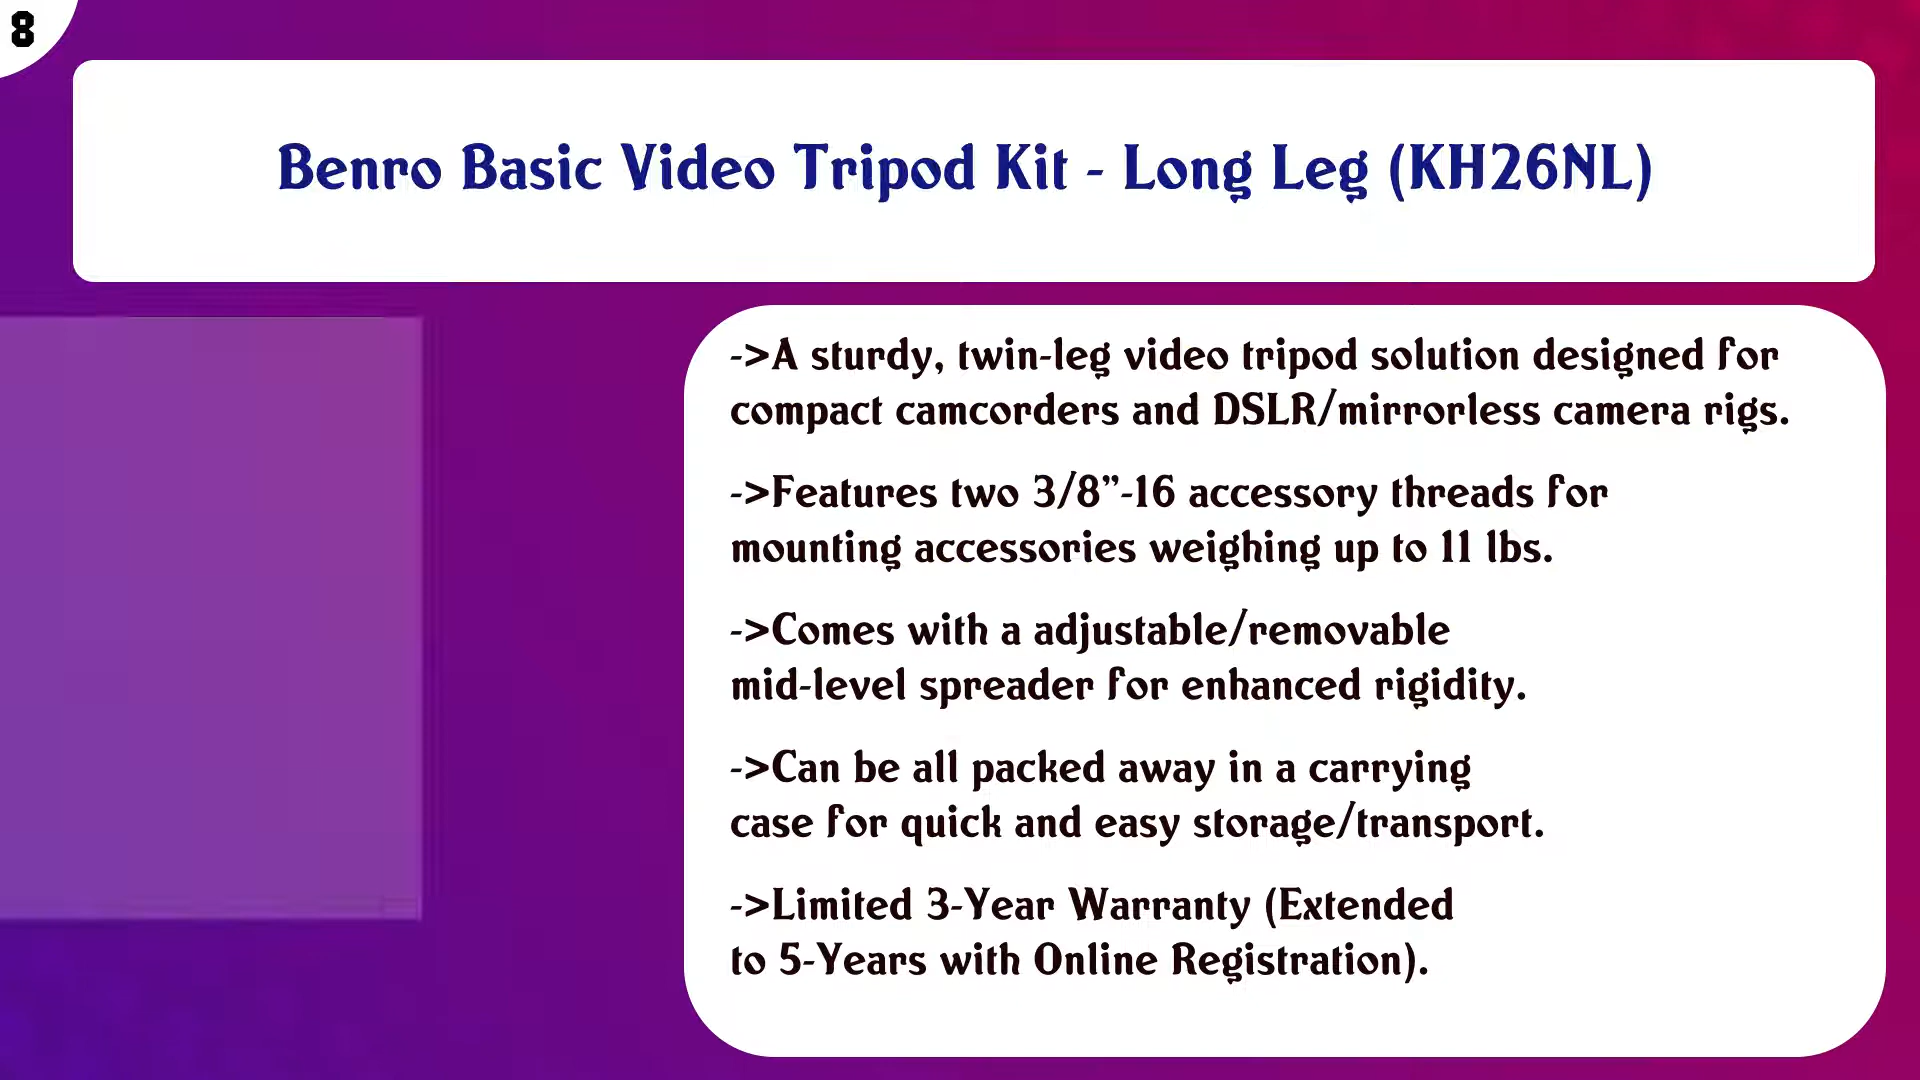 8
Benro Basic Video Tripod Kit - Long Leg (KH26NL)
->A sturdy, twin-leg video tripod solution designed for
compact camcorders and DSLR/mirrorless camera rigs.
->Features two 3/8”-16 accessory threads for
mounting accessories weighing up to 11 lbs.
->Comes with a adjustable/removable
mid-level spreader for enhanced rigidity.
->Can be all packed away in a carrying
case for quick and easy storage/transport.
->Limited 3-Year Warranty (Extended
to 5-Years with Online Registration).